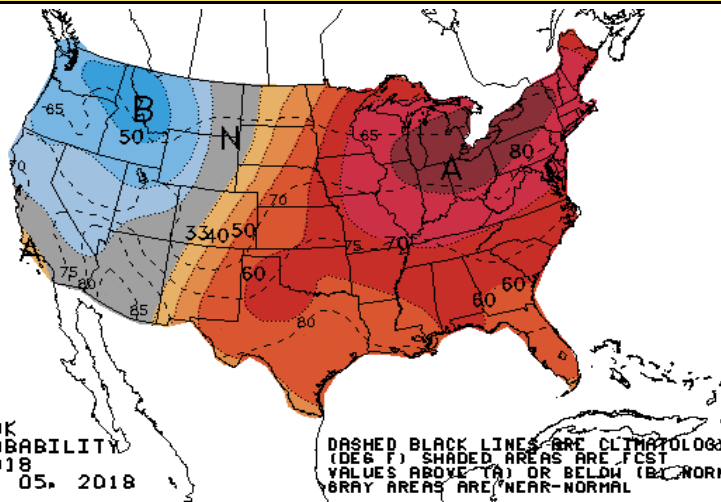 65
B
50
N
65
A
80
70
70
A
33 40 50
75
70
75
80
60
85
80
60
60
OK
OBABILITY
018
05, 2018
DASHED BLACK LINES ARE CLIMATOLOG
(DEG F) SHADED AREAS ARE FCST
VALUES ABOVE (A) OR BELOW (B) NORM
GRAY AREAS ARE NEAR-NORMAL